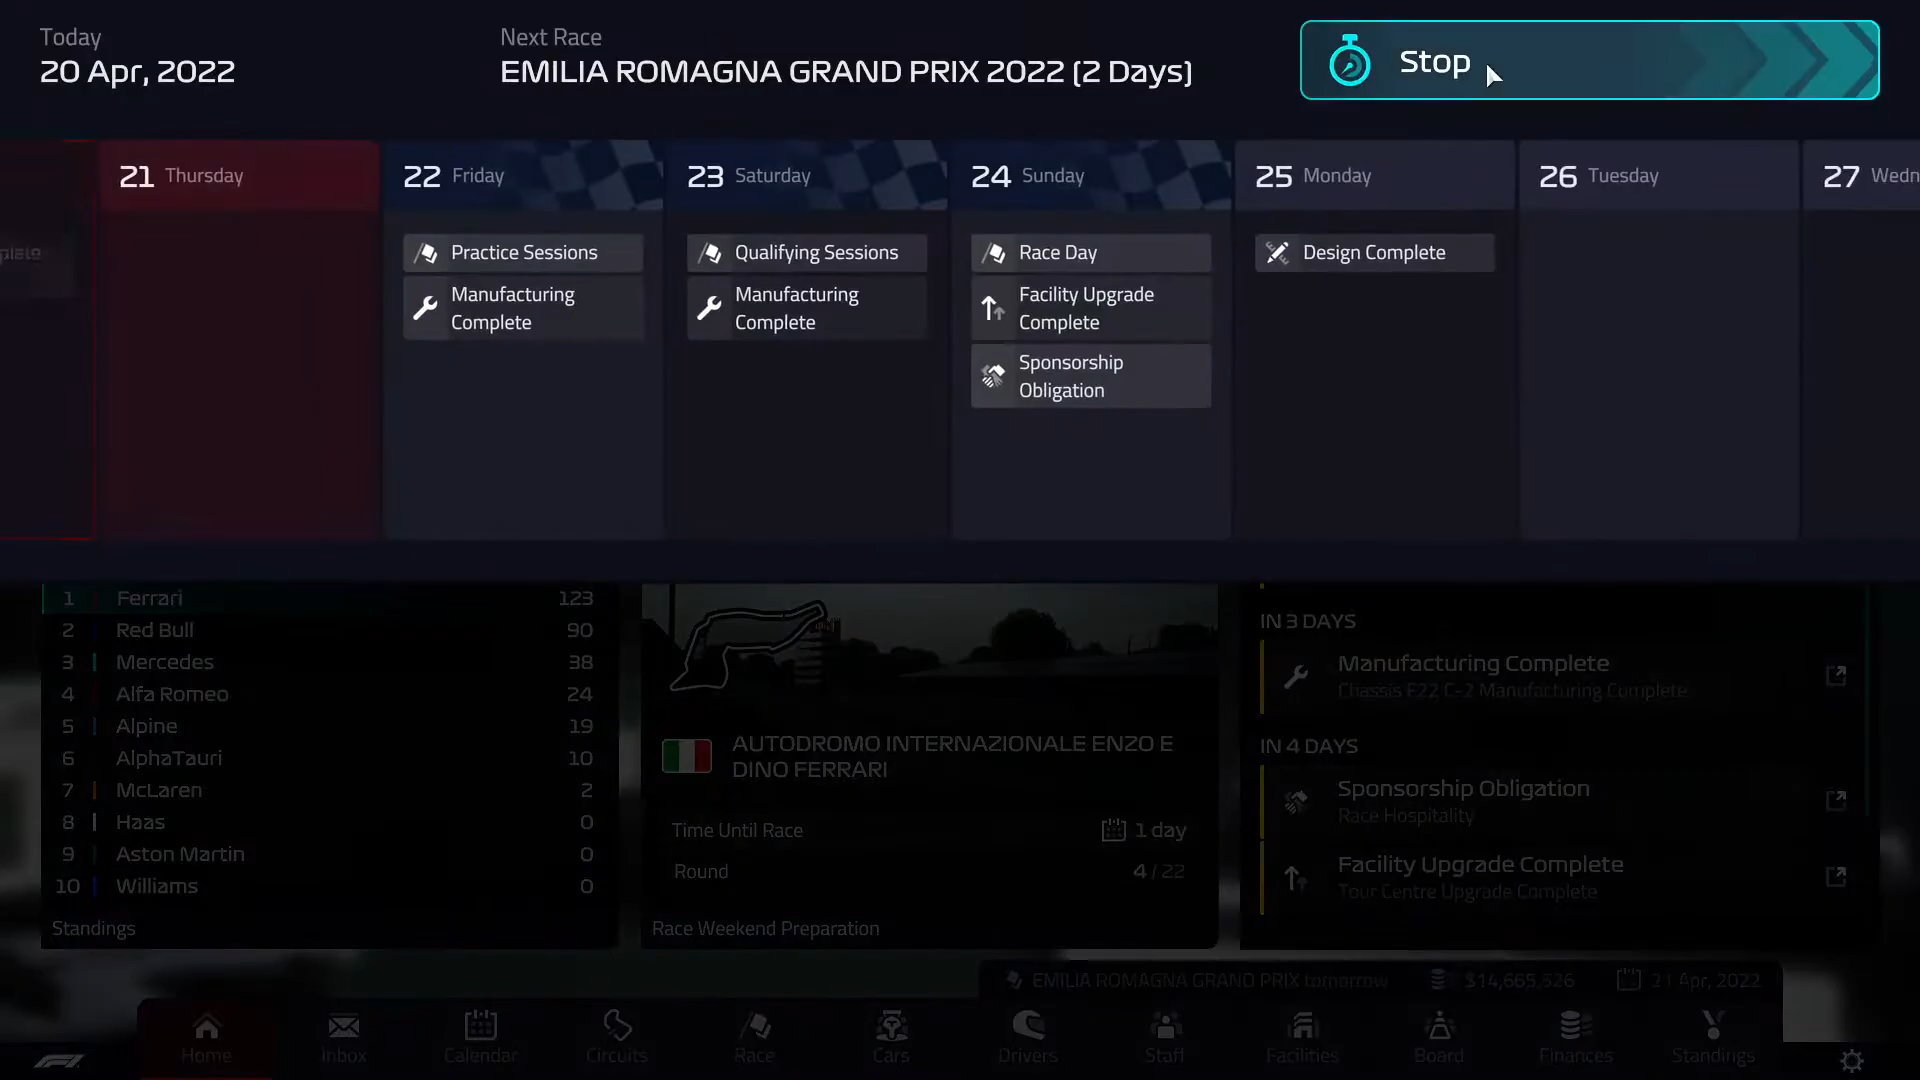 Today
20 Apr, 2022
Next Race
EMILIA ROMAGNA GRAND PRIX 2022 (2 Days)
Stop
21 Thursday
22 Friday
23 Saturday
24 Sunday
25 Monday
26 Tuesday
27 Wedn
plete
Practice Sessions
Manufacturing
Complete
Qualifying Sessions
Manufacturing
Complete
Race Day
Facility Upgrade
Complete
Sponsorship
Obligation
Design Complete
1 Ferrari 123
2 Red Bull 90
3 Mercedes 38
4 Alfa Romeo 24
5 Alpine 19
6 AlphaTauri 10
7 McLaren 2
8 Haas 0
9 Aston Martin 0
10 Williams 0
Standings
AUTODROMO INTERNAZIONALE ENZO E
DINO FERRARI
Time Until Race 1 day
Round 4 / 22
Race Weekend Preparation
IN 3 DAYS
Manufacturing Complete
Chassis F22 C-2 Manufacturing Complete
IN 4 DAYS
Sponsorship Obligation
Race Hospitality
Facility Upgrade Complete
Tour Centre Upgrade Complete
EMILIA ROMAGNA GRAND PRIX tomorrow $14,665,526 21 Apr, 2022
Home Inbox Calendar Circuits Race Cars Drivers Staff Facilities Board Finances Standings